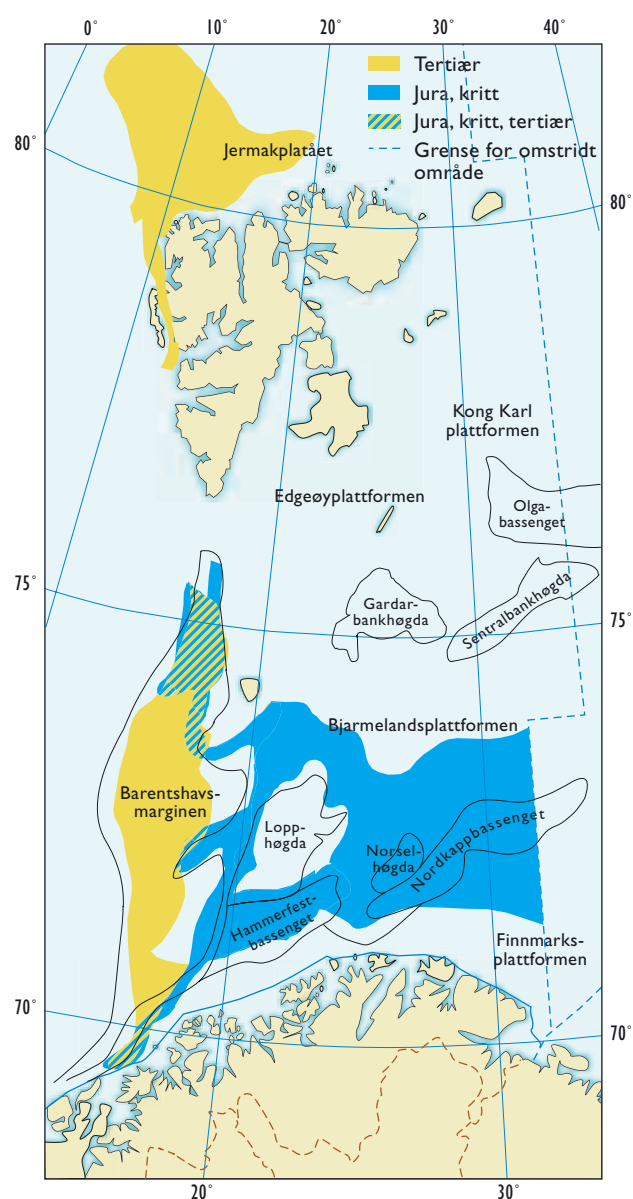 0°
10°
20°
30°
40°
Tertiær
Jura, kritt
Jura, kritt, tertiær
Grense for omstridt
område
80°
Jermakplatået
80°
Kong Karl
plattformen
Edgeøyplattformen
Olga-
bassenget
75°
Gardar-
bankhøgda
Sentralbankhøgda
75°
Bjarmelandsplattformen
Barentshavs-
marginen
Lopp-
høgda
Norsel-
høgda
Nordkappbassenget
Hammerfest-
bassenget
Finnmarks-
plattformen
70°
70°
20°
30°